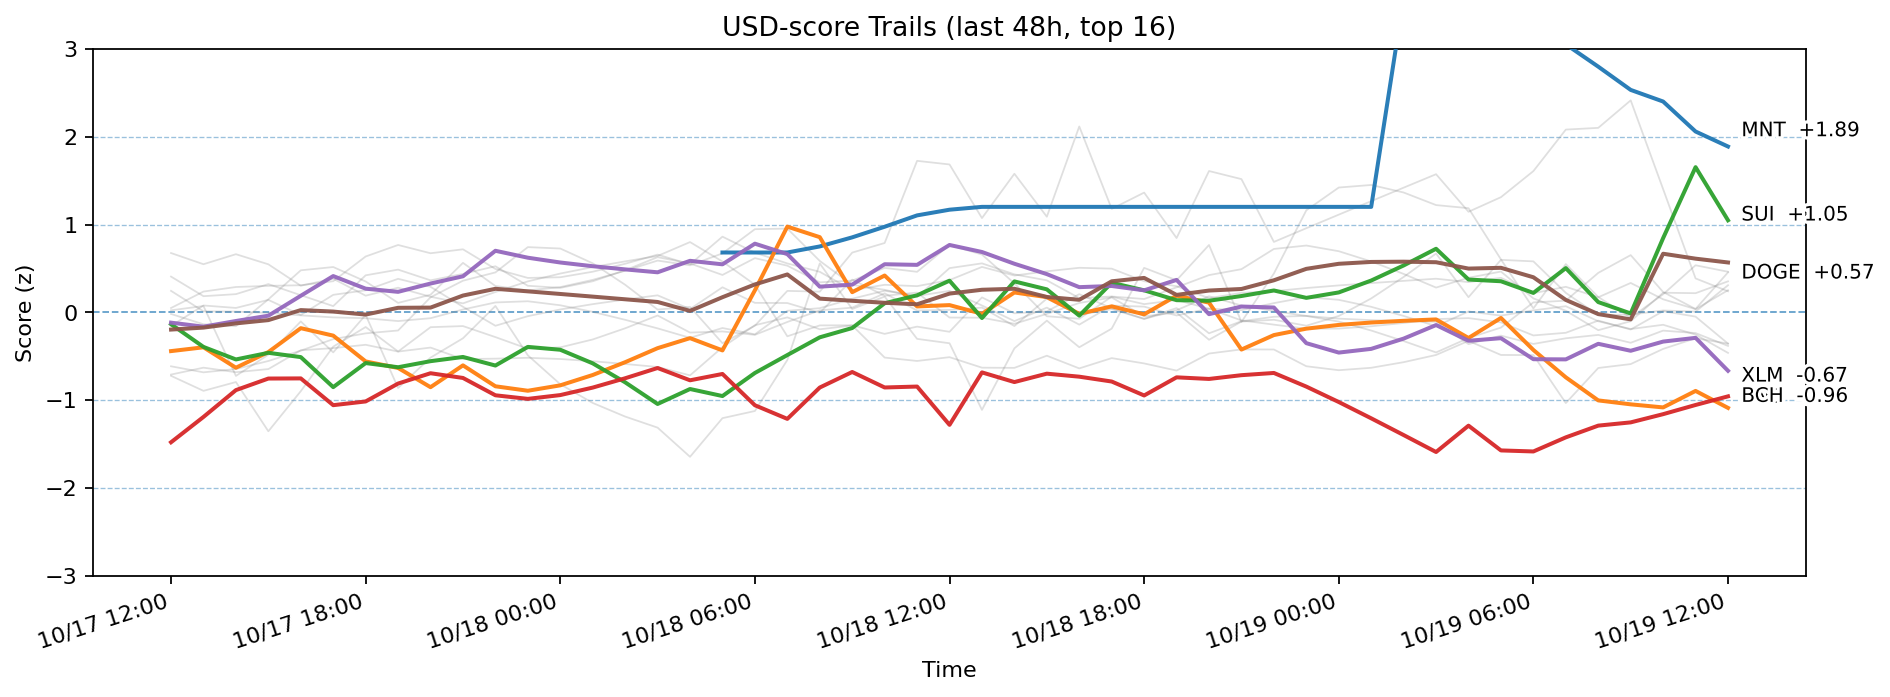 USD-score Trails (last 48h, top 16)
Score (z)
3
2
1
0
−1
−2
−3
MNT +1.89
SUI +1.05
DOGE +0.57
XLM -0.67
BCH -0.96
10/17 12:00
10/17 18:00
10/18 00:00
10/18 06:00
10/18 12:00
10/18 18:00
10/19 00:00
10/19 06:00
10/19 12:00
Time